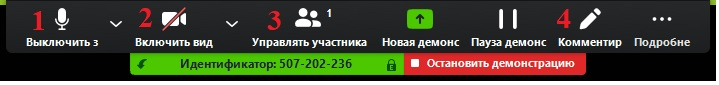 1 2 3 1 4
Выключить з Включить вид Управлять участника Новая демонс Пауза демонс Комментир Подробне
Идентификатор: 507-202-236 Остановить демонстрацию